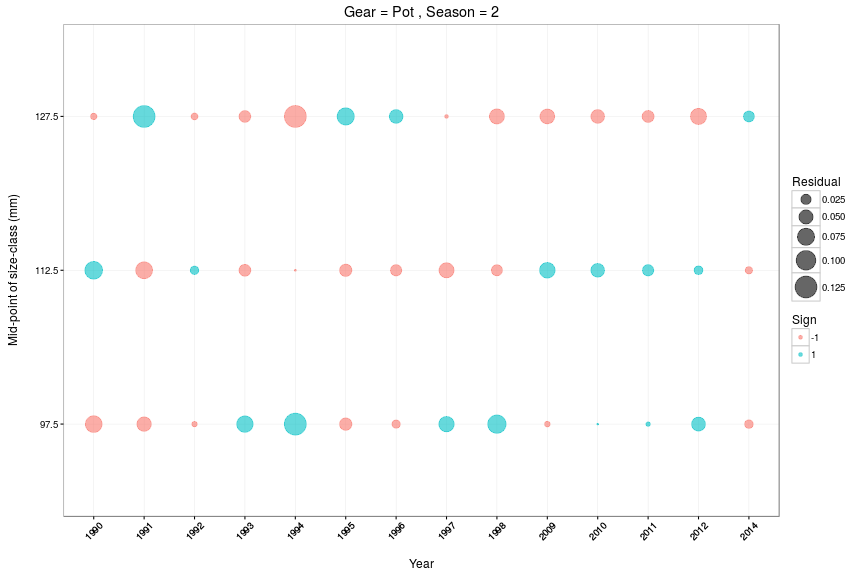 Gear = Pot , Season = 2
Mid-point of size-class (mm)
127.5
112.5
97.5
1990 1991 1992 1993 1994 1995 1996 1997 1998 2009 2010 2011 2012 2014
Year
Residual
0.025
0.050
0.075
0.100
0.125
Sign
-1
1